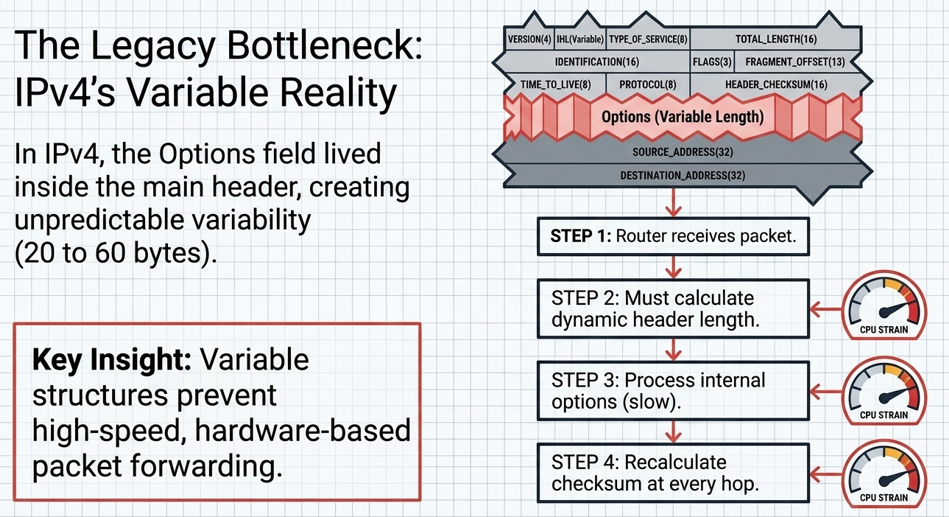 The Legacy Bottleneck:
IPv4's Variable Reality
In IPv4, the Options field lived
inside the main header, creating
unpredictable variability
(20 to 60 bytes).
Key Insight: Variable
structures prevent
high-speed, hardware-based
packet forwarding.
VERSION(4) IHL(Variable) TYPE_OF_SERVICE(8) TOTAL_LENGTH(16)
IDENTIFICATION(16) FLAGS(3) FRAGMENT_OFFSET(13)
TIME_TO_LIVE(8) PROTOCOL(8) HEADER_CHECKSUM(16)
Options (Variable Length)
SOURCE_ADDRESS(32)
DESTINATION_ADDRESS(32)
STEP 1: Router receives packet.
STEP 2: Must calculate
dynamic header length.
CPU STRAIN
STEP 3: Process internal
options (slow).
CPU STRAIN
STEP 4: Recalculate
checksum at every hop.
CPU STRAIN